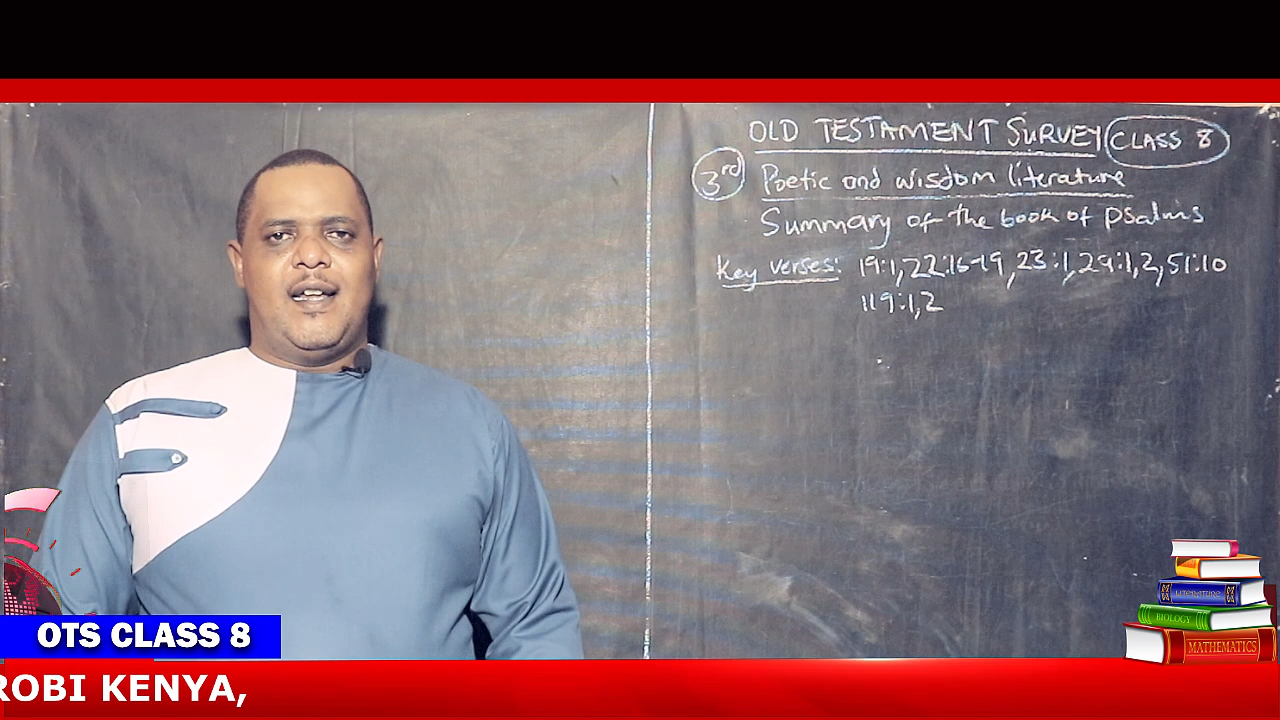 OLD TESTAMENT SURVEY CLASS 8
3rd Poetic and wisdom literature
Summary of the book of psalms
Key verses: 19:1, 22:16-19, 23:1, 29:1,2, 51:10
119:1,2
LITERATURE
BIOLOGY
MATHEMATICS
OTS CLASS 8
ROBI KENYA,